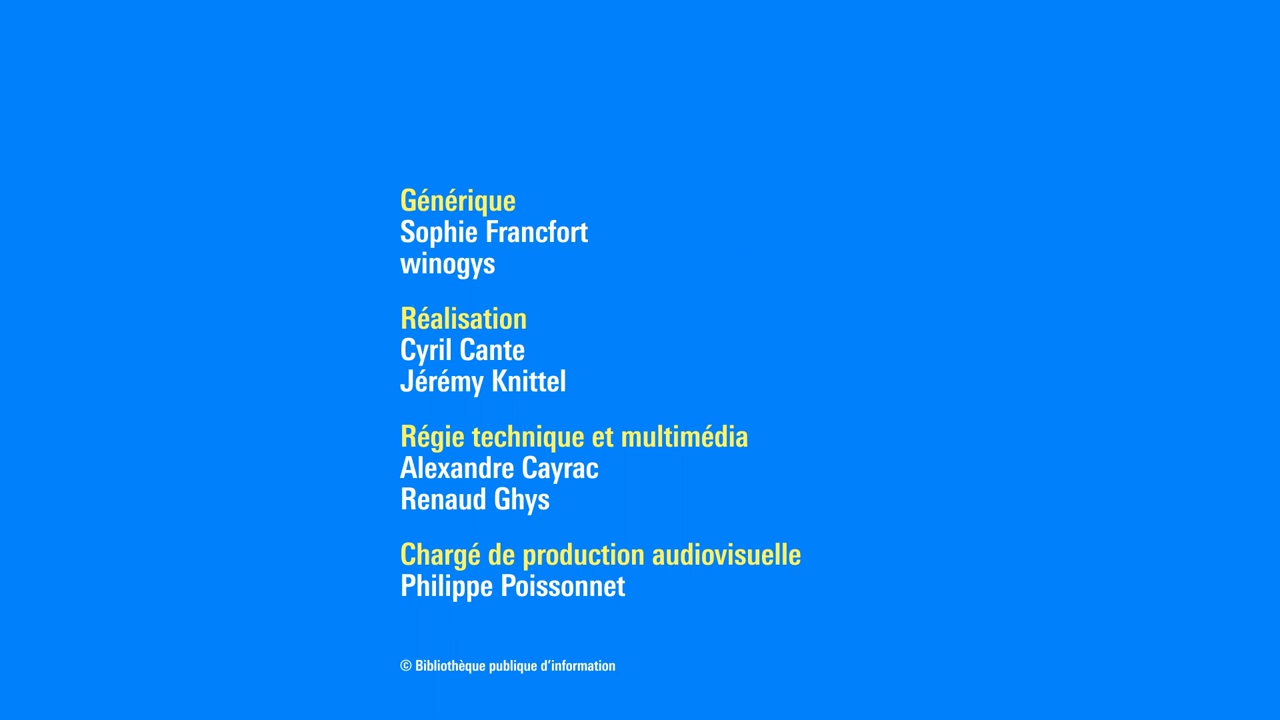 Générique
Sophie Francfort
winogys
Réalisation
Cyril Cante
Jérémy Knittel
Régie technique et multimédia
Alexandre Cayrac
Renaud Ghys
Chargé de production audiovisuelle
Philippe Poissonnet
© Bibliothèque publique d’information